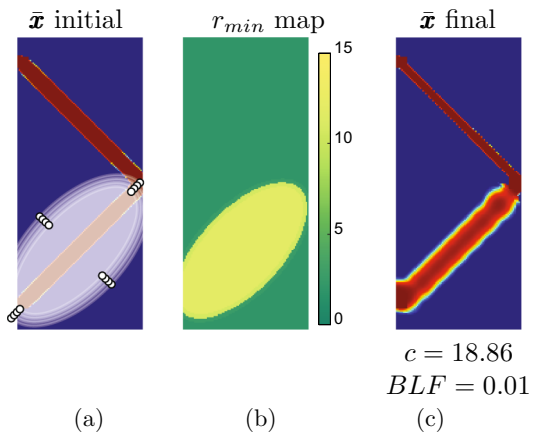 x̄ initial
r_min map
x̄ final
15
10
5
0
c = 18.86
BLF = 0.01
(a)
(b)
(c)